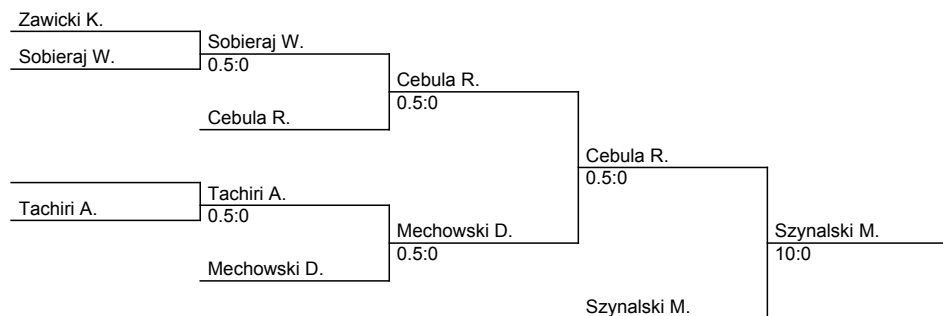 Zawicki K.
Sobieraj W.
Sobieraj W.
0.5:0
Cebula R.
0.5:0
Cebula R.
Cebula R.
0.5:0
Tachiri A.
Tachiri A.
0.5:0
Mechowski D.
0.5:0
Szynalski M.
10:0
Mechowski D.
Szynalski M.